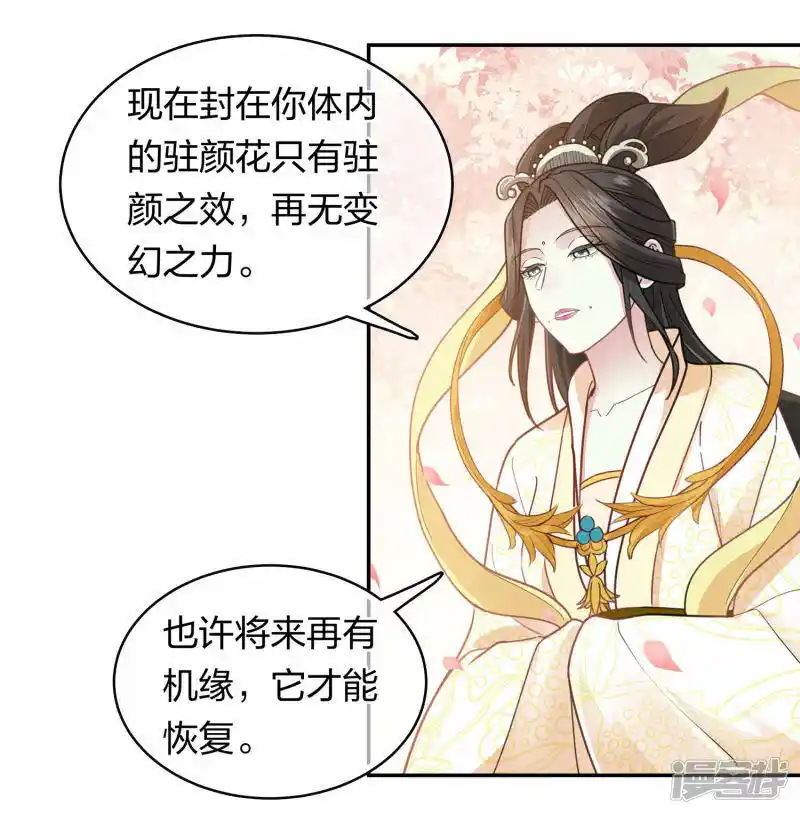 现在封在你体内
的驻颜花只有驻
颜之效，再无变
幻之力。
也许将来再有
机缘，它才能
恢复。
漫客栈